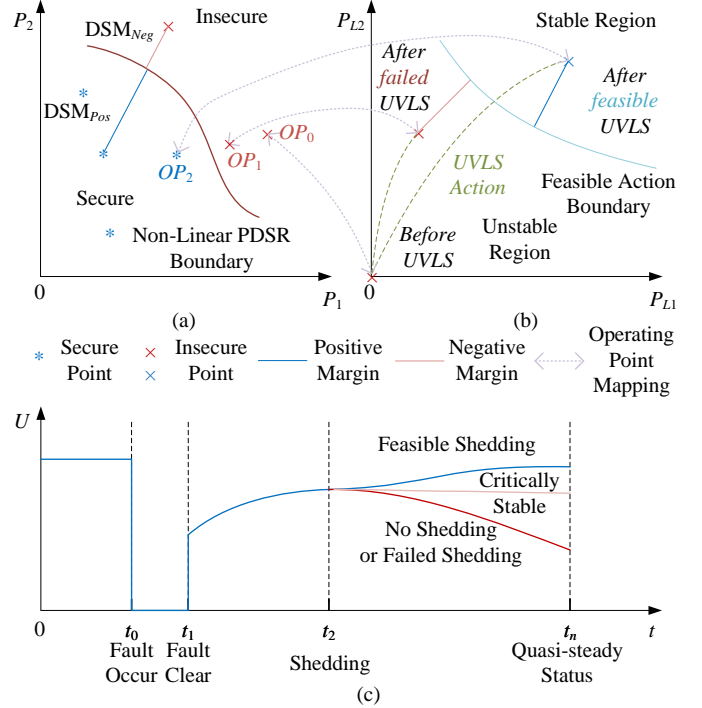 P2
DSMNeg
Insecure
DSMPos
OP0
OP1
OP2
Secure
Non-Linear PDSR
Boundary
0
P1
(a)
PL2
Stable Region
After
failed
UVLS
After
feasible
UVLS
UVLS
Action
Feasible Action
Boundary
Before
UVLS
Unstable
Region
0
PL1
(b)
Secure
Point
Insecure
Point
Positive
Margin
Negative
Margin
Operating
Point
Mapping
U
Feasible Shedding
Critically
Stable
No Shedding
or Failed Shedding
0
t0
t1
t2
tn
t
Fault
Occur
Fault
Clear
Shedding
Quasi-steady
Status
(c)